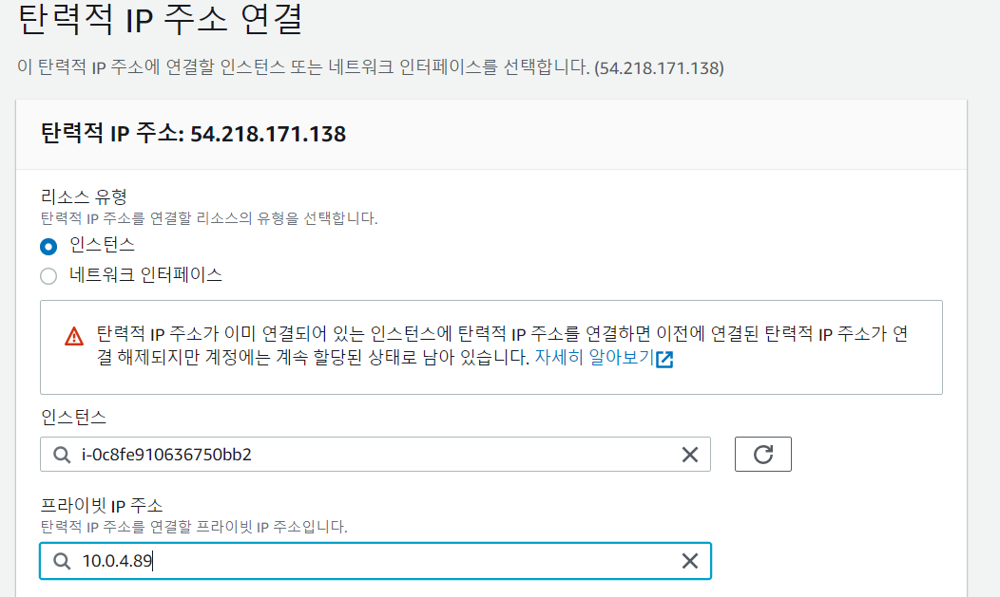 탄력적 IP 주소 연결
이 탄력적 IP 주소에 연결할 인스턴스 또는 네트워크 인터페이스를 선택합니다. (54.218.171.138)
탄력적 IP 주소: 54.218.171.138
리소스 유형
탄력적 IP 주소를 연결할 리소스의 유형을 선택합니다.
인스턴스
네트워크 인터페이스
탄력적 IP 주소가 이미 연결되어 있는 인스턴스에 탄력적 IP 주소를 연결하면 이전에 연결된 탄력적 IP 주소가 연
결 해제되지만 계정에는 계속 할당된 상태로 남아 있습니다. 자세히 알아보기
인스턴스
i-0c8fe910636750bb2
프라이빗 IP 주소
탄력적 IP 주소를 연결할 프라이빗 IP 주소입니다.
10.0.4.89